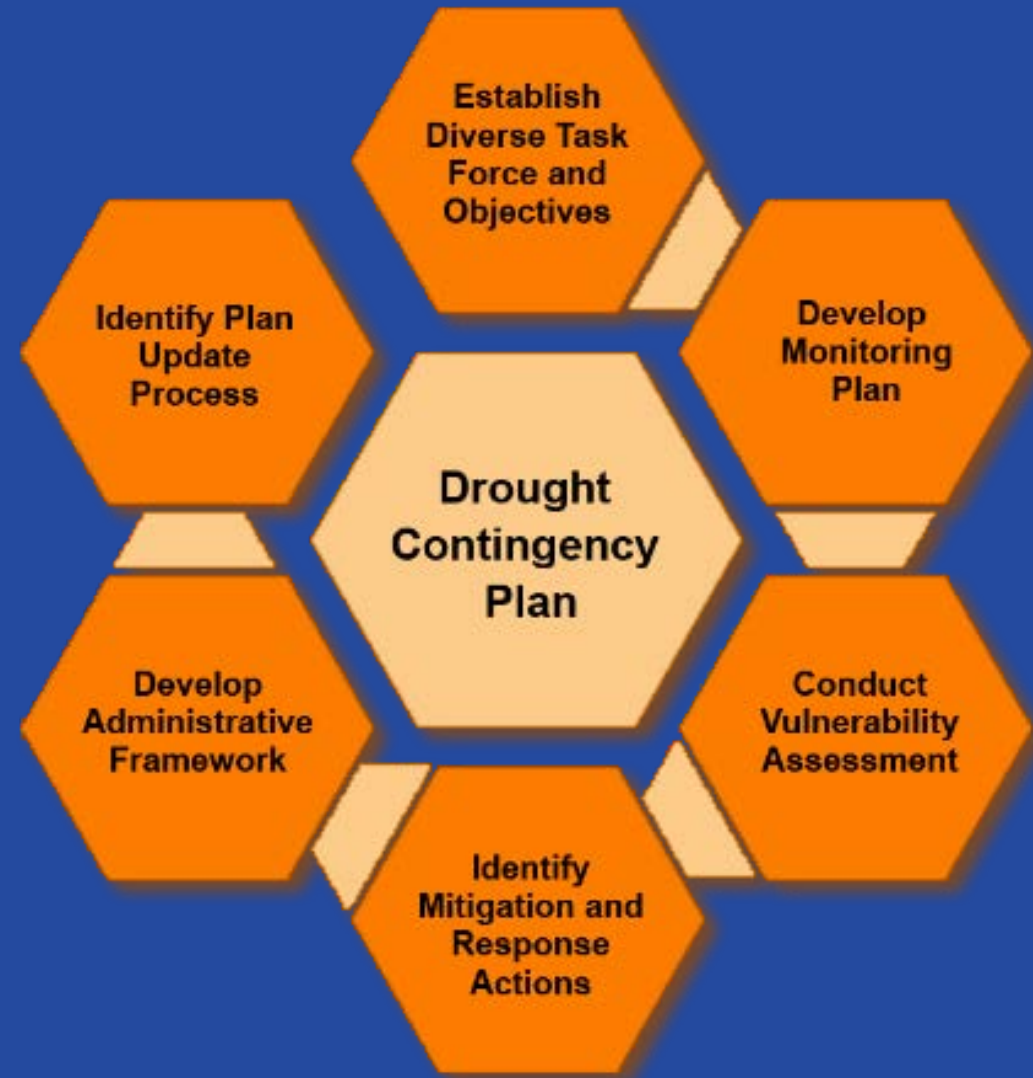 Establish
Diverse Task
Force and
Objectives
Develop
Monitoring
Plan
Conduct
Vulnerability
Assessment
Identify
Mitigation and
Response
Actions
Develop
Administrative
Framework
Identify Plan
Update
Process
Drought
Contingency
Plan